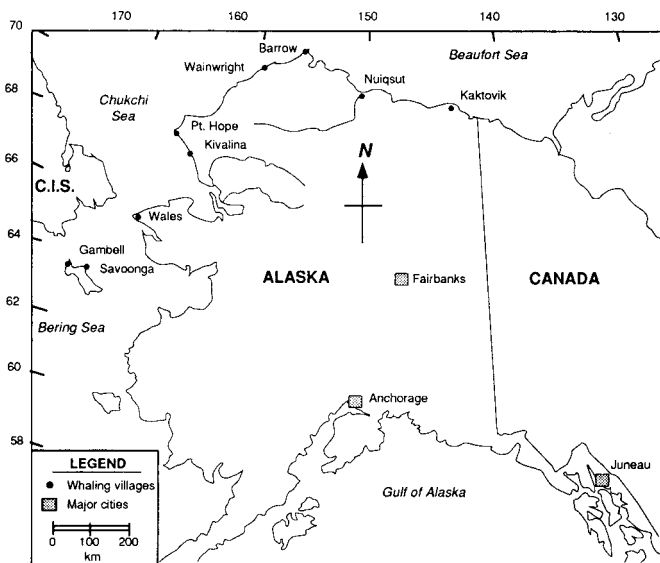 170 160 150 140 130
70
Barrow
Beaufort Sea
Wainwright
Nuiqsut
Kaktovik
68
Chukchi
Sea
Pt. Hope
Kivalina
N
66
C.I.S.
Wales
64
Gambell
Savoonga
ALASKA
Fairbanks
CANADA
62
Bering Sea
60
Anchorage
58
LEGEND
Whaling villages
Major cities
0 100 200
km
Juneau
Gulf of Alaska